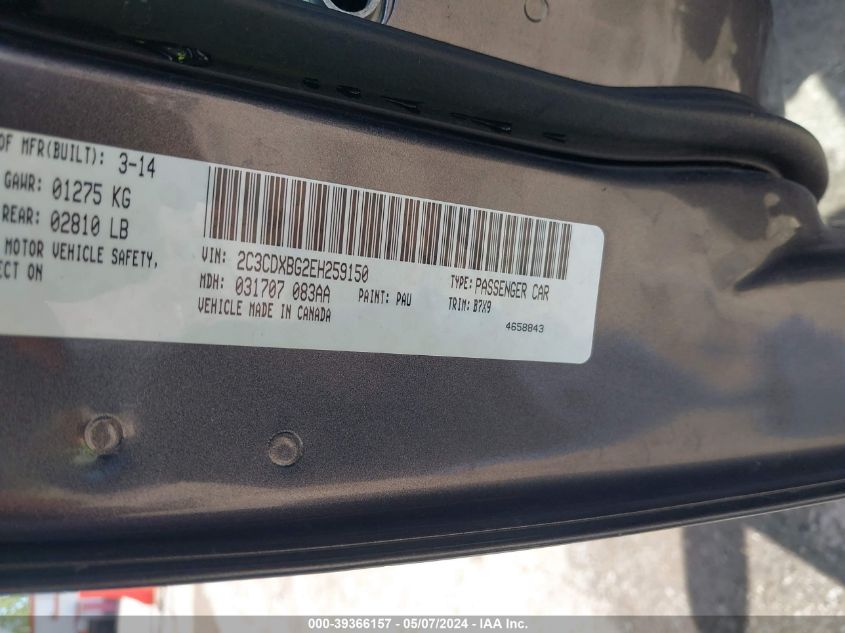 OF MFR(BUILT): 3-14
GAWR: 01275 KG
REAR: 02810 LB
MOTOR VEHICLE SAFETY,
ECT ON
VIN: 2C3CDXBG2EH259150
MDH: 031707 083AA
PAINT: PAU
VEHICLE MADE IN CANADA
TYPE: PASSENGER CAR
TRIM: B7X9
4658843
000-39366157 - 05/07/2024 - IAA Inc.